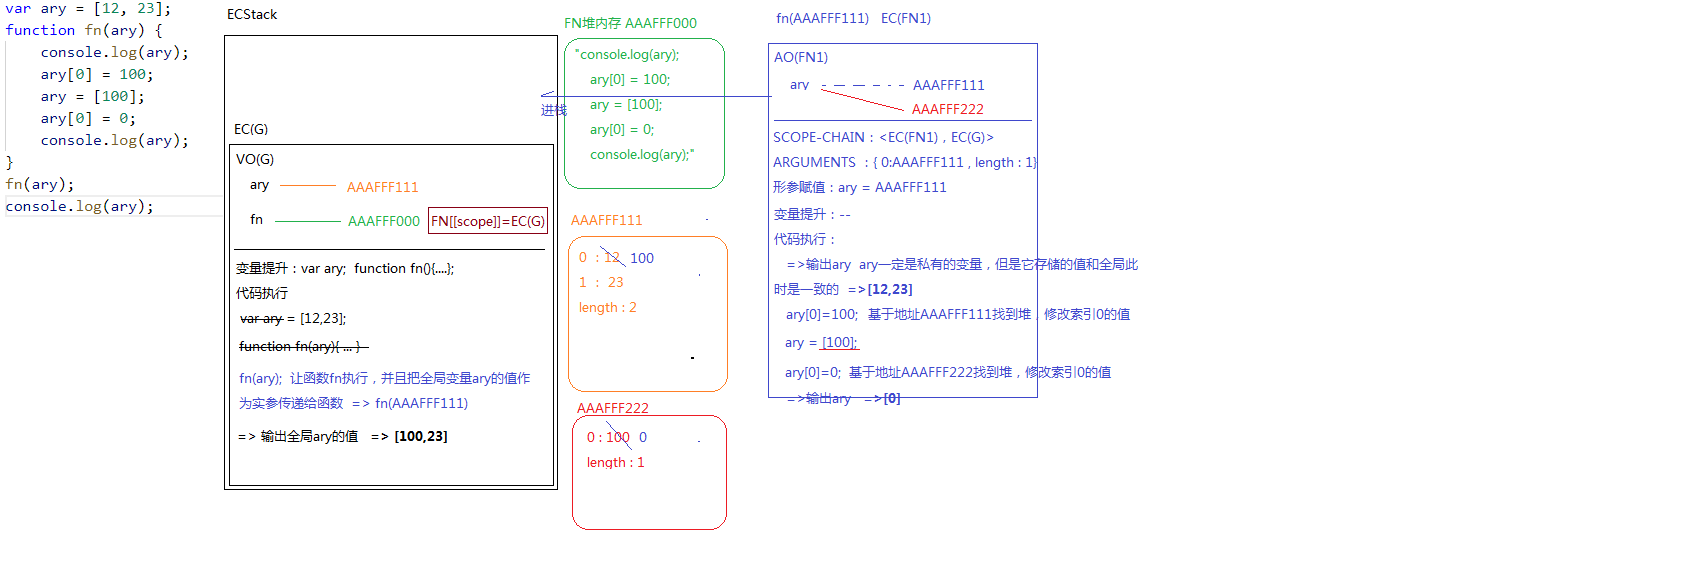 var ary = [12, 23];
function fn(ary) {
console.log(ary);
ary[0] = 100;
ary = [100];
ary[0] = 0;
console.log(ary);
}
fn(ary);
console.log(ary);
ECStack
EC(G)
VO(G)
ary AAAFFF111
fn AAAFFF000 FN[[scope]]=EC(G)
变量提升：var ary; function fn(){....};
代码执行
var ary = [12,23];
function fn(ary){ ... }
fn(ary); 让函数fn执行，并且把全局变量ary的值作
为实参传递给函数 => fn(AAAFFF111)
=> 输出全局ary的值 => [100,23]
FN堆内存 AAAFFF000
"console.log(ary);
ary[0] = 100;
ary = [100];
ary[0] = 0;
console.log(ary);"
进栈
AAAFFF111
0 : 12 100
1 : 23
length : 2
AAAFFF222
0 : 100 0
length : 1
fn(AAAFFF111) EC(FN1)
AO(FN1)
ary AAAFFF111
AAAFFF222
SCOPE-CHAIN：<EC(FN1) , EC(G)>
ARGUMENTS ：{ 0:AAAFFF111 , length : 1}
形参赋值：ary = AAAFFF111
变量提升：--
代码执行：
=>输出ary ary一定是私有的变量，但是它存储的值和全局此
时是一致的 =>[12,23]
ary[0]=100; 基于地址AAAFFF111找到堆，修改索引0的值
ary = [100];
ary[0]=0; 基于地址AAAFFF222找到堆，修改索引0的值
=>输出ary =>[0]